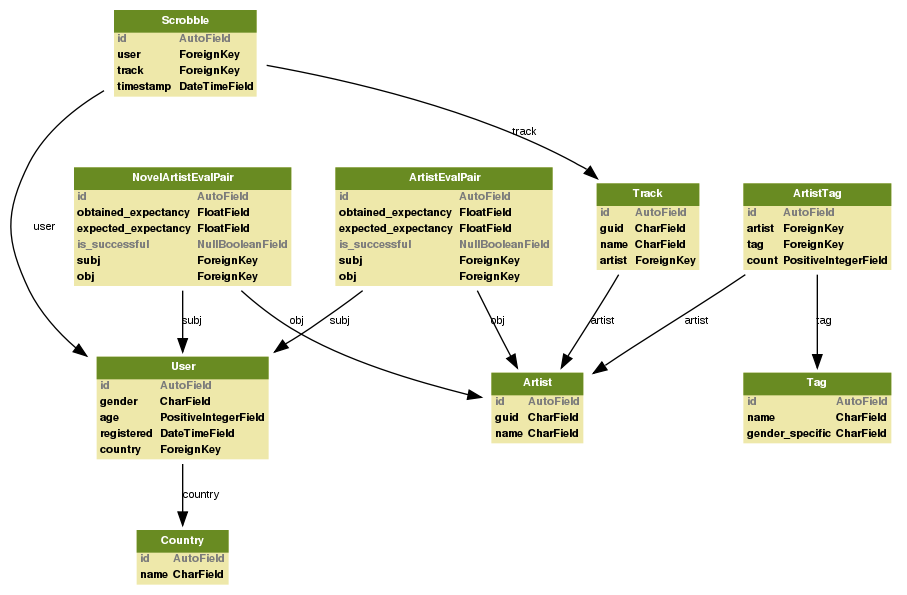 Scrobble
id AutoField
user ForeignKey
track ForeignKey
timestamp DateTimeField
track
user
NovelArtistEvalPair
id AutoField
obtained_expectancy FloatField
expected_expectancy FloatField
is_successful NullBooleanField
subj ForeignKey
obj ForeignKey
ArtistEvalPair
id AutoField
obtained_expectancy FloatField
expected_expectancy FloatField
is_successful NullBooleanField
subj ForeignKey
obj ForeignKey
Track
id AutoField
guid CharField
name CharField
artist ForeignKey
ArtistTag
id AutoField
artist ForeignKey
tag ForeignKey
count PositiveIntegerField
subj
obj
subj
obj
artist
artist
tag
User
id AutoField
gender CharField
age PositiveIntegerField
registered DateTimeField
country ForeignKey
Artist
id AutoField
guid CharField
name CharField
Tag
id AutoField
name CharField
gender_specific CharField
country
Country
id AutoField
name CharField